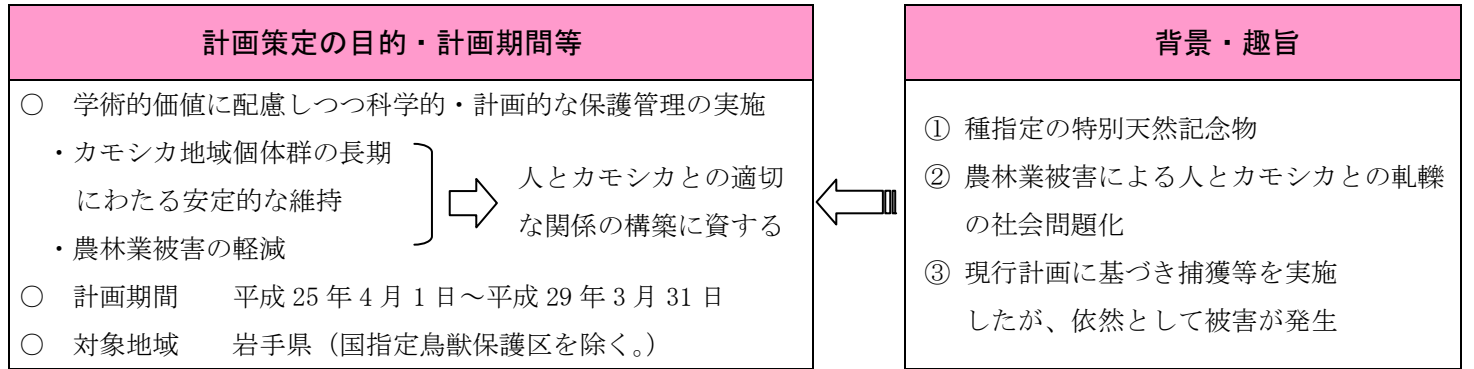 計画策定の目的・計画期間等
○ 学術的価値に配慮しつつ科学的・計画的な保護管理の実施
・カモシカ地域個体群の長期
にわたる安定的な維持
・農林業被害の軽減
人とカモシカとの適切
な関係の構築に資する
○ 計画期間 平成 25 年 4 月 1 日～平成 29 年 3 月 31 日
○ 対象地域 岩手県（国指定鳥獣保護区を除く。）
背景・趣旨
① 種指定の特別天然記念物
② 農林業被害による人とカモシカとの軋轢
の社会問題化
③ 現行計画に基づき捕獲等を実施
したが、依然として被害が発生